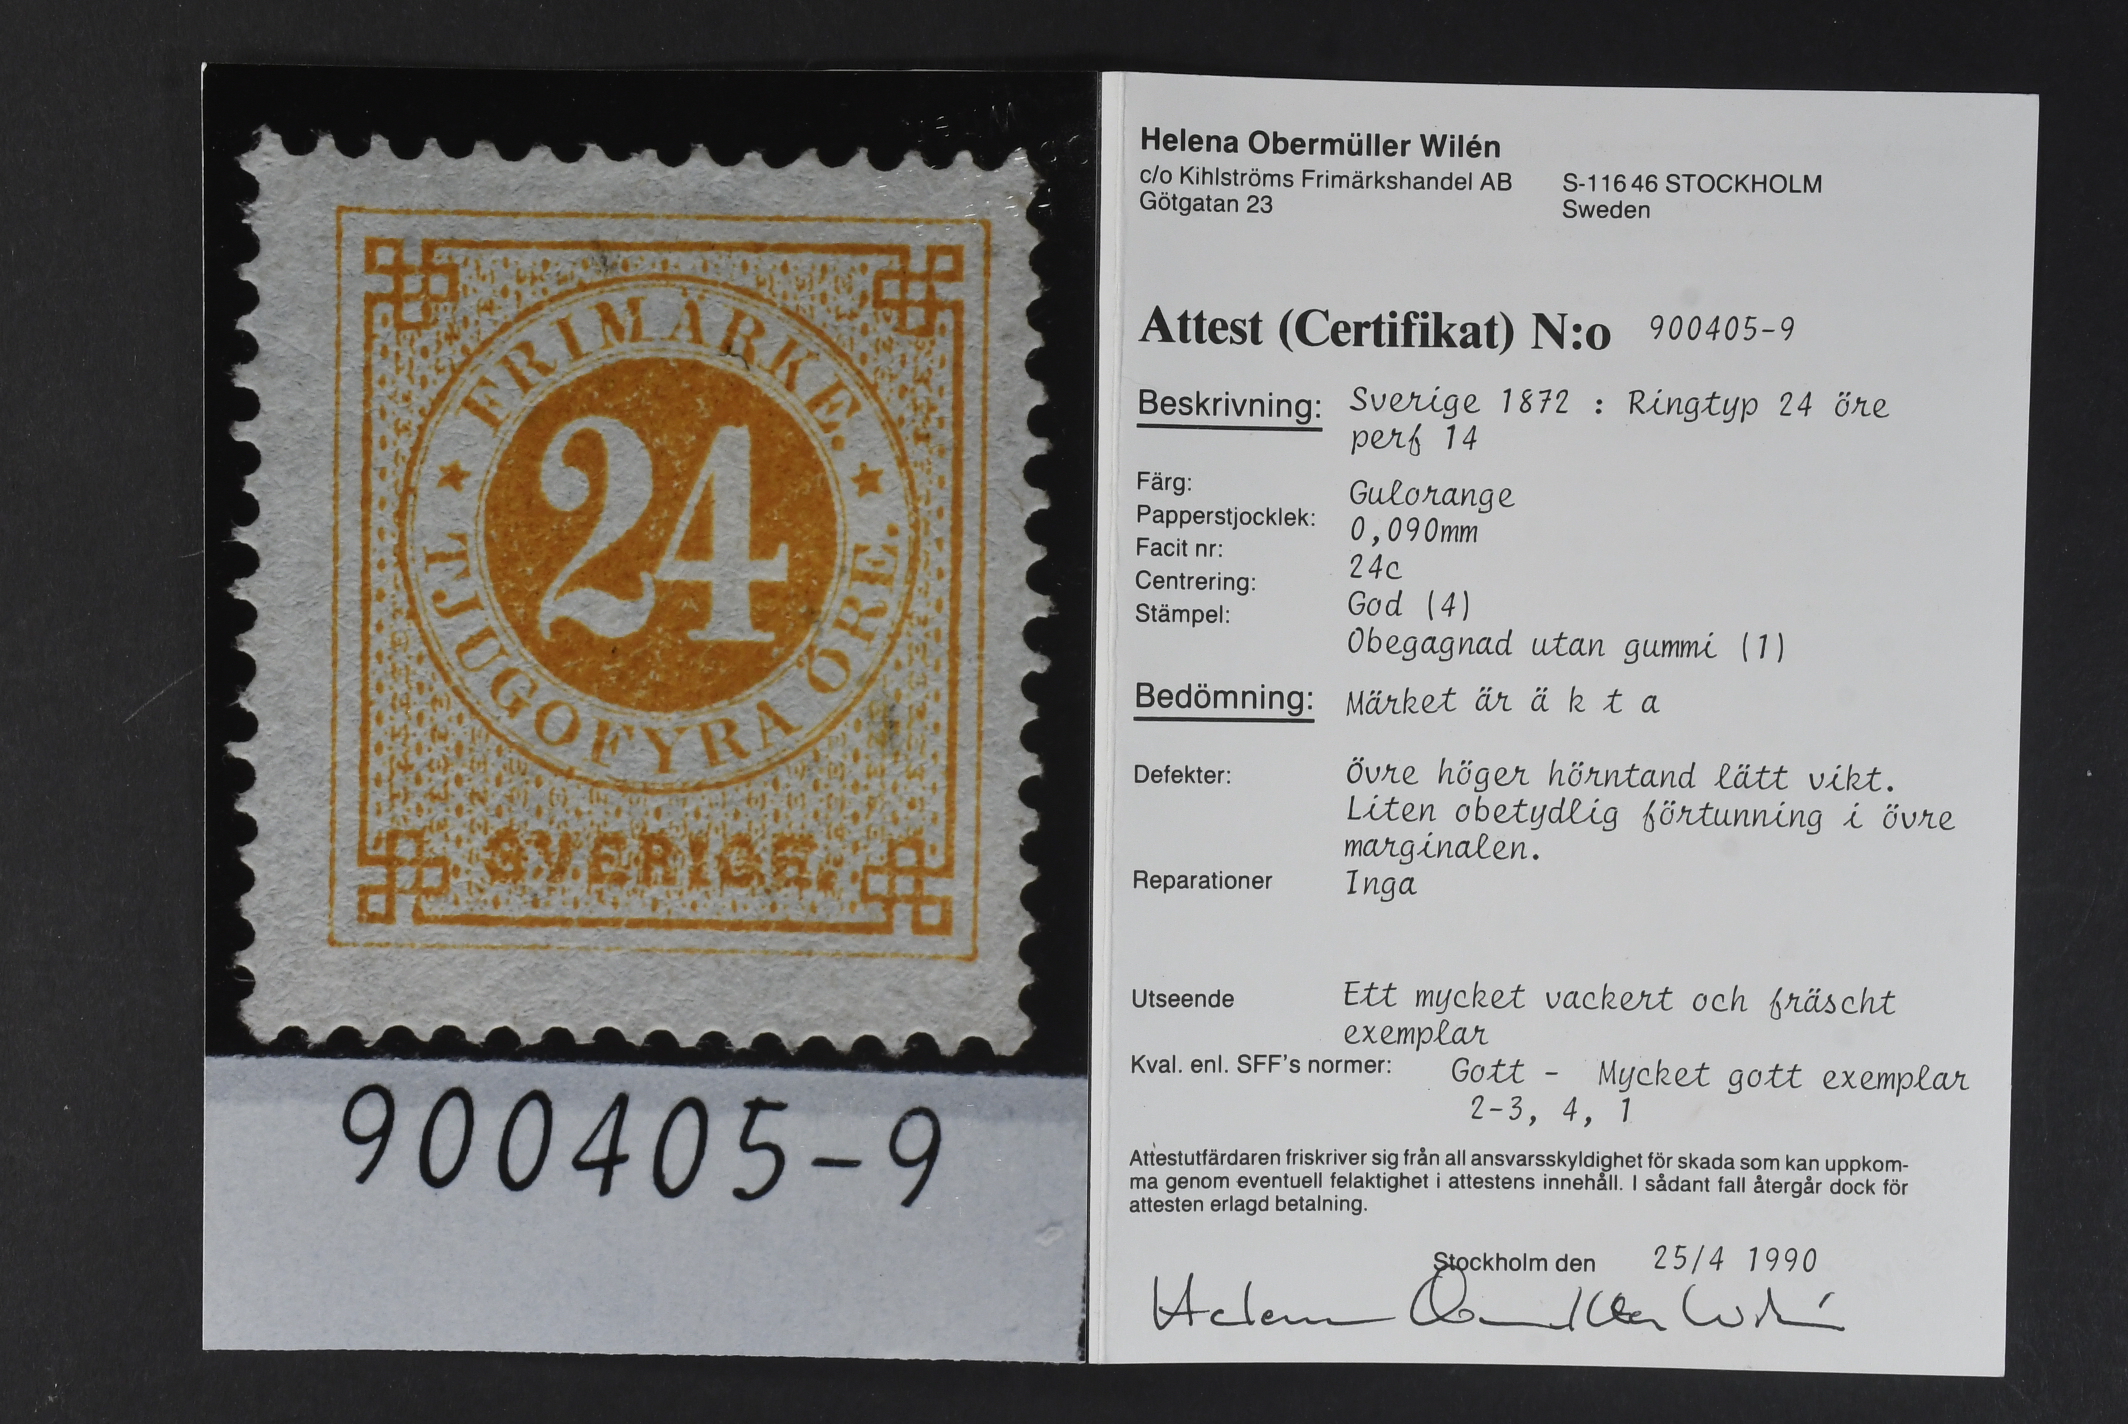 FRIMÄRKE.
24
TJUGOFYRA ÖRE.
SVERIGE.
900405-9
Helena Obermüller Wilén
c/o Kihlströms Frimärkshandel AB S-116 46 STOCKHOLM
Götgatan 23 Sweden
Attest (Certifikat) N:o 900405-9
Beskrivning: Sverige 1872 : Ringtyp 24 öre
perf 14
Färg: Gulorange
Papperstjocklek: 0,090mm
Facit nr: 24c
Centrering: God (4)
Stämpel: Obegagnad utan gummi (1)
Bedömning: Märket är ä k t a
Defekter: Övre höger hörntand lätt vikt.
Liten obetydlig förtunning i övre
marginalen.
Reparationer Inga
Utseende Ett mycket vackert och fräscht
exemplar
Kval. enl. SFF's normer: Gott - Mycket gott exemplar
2-3, 4, 1
Attestutfärdaren friskriver sig från all ansvarsskyldighet för skada som kan uppkom-
ma genom eventuell felaktighet i attestens innehåll. I sådant fall återgår dock för
attesten erlagd betalning.
Stockholm den 25/4 1990
Helena Obermüller Wilén